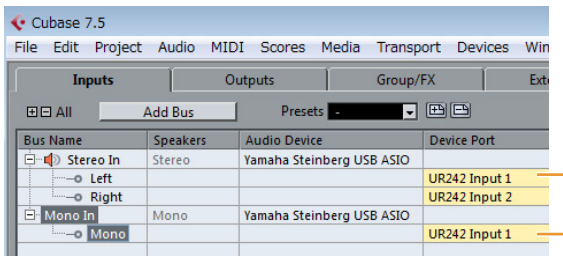 Cubase 7.5
File Edit Project Audio MIDI Scores Media Transport Devices Win
Inputs Outputs Group/FX Exte
All Add Bus Presets -
Bus Name Speakers Audio Device Device Port
Stereo In Stereo Yamaha Steinberg USB ASIO
Left UR242 Input 1
Right UR242 Input 2
Mono In Mono Yamaha Steinberg USB ASIO
Mono UR242 Input 1